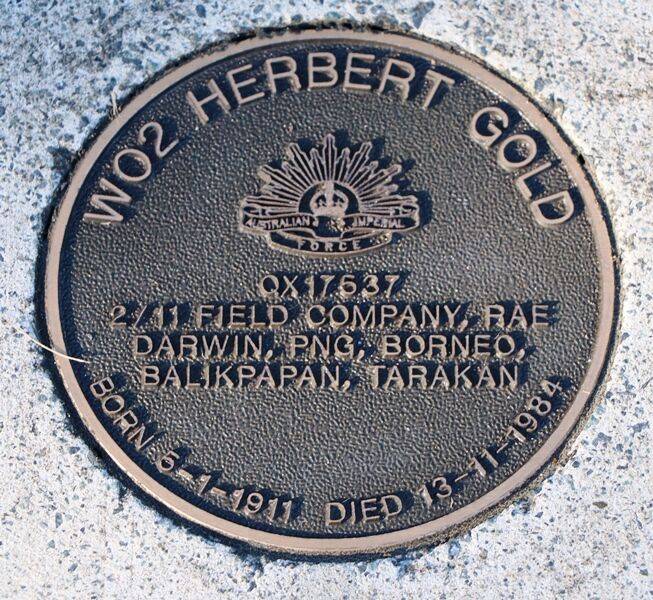 WO2 HERBERT GOLD
AUSTRALIAN IMPERIAL
FORCE
QX17637
2/11 FIELD COMPANY, RAE
DARWIN, PNG, BORNEO,
BALIKPAPAN, TARAKAN
BORN 5-1-1911 DIED 13-11-1984